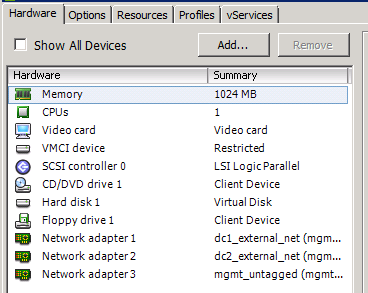 Hardware Options Resources Profiles vServices
Show All Devices Add... Remove
Hardware Summary
Memory 1024 MB
CPUs 1
Video card Video card
VMCI device Restricted
SCSI controller 0 LSI Logic Parallel
CD/DVD drive 1 Client Device
Hard disk 1 Virtual Disk
Floppy drive 1 Client Device
Network adapter 1 dc1_external_net (mgm...
Network adapter 2 dc2_external_net (mgm...
Network adapter 3 mgmt_untagged (mgmt...